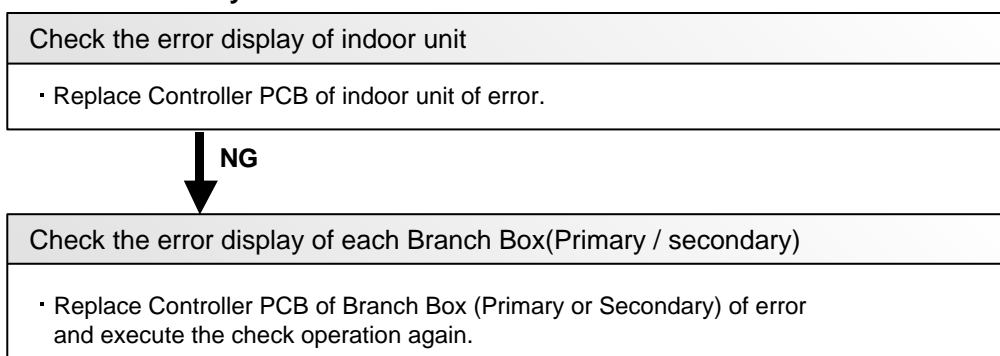 Check the error display of indoor unit
・Replace Controller PCB of indoor unit of error.
NG
Check the error display of each Branch Box(Primary / secondary)
・Replace Controller PCB of Branch Box (Primary or Secondary) of error
and execute the check operation again.